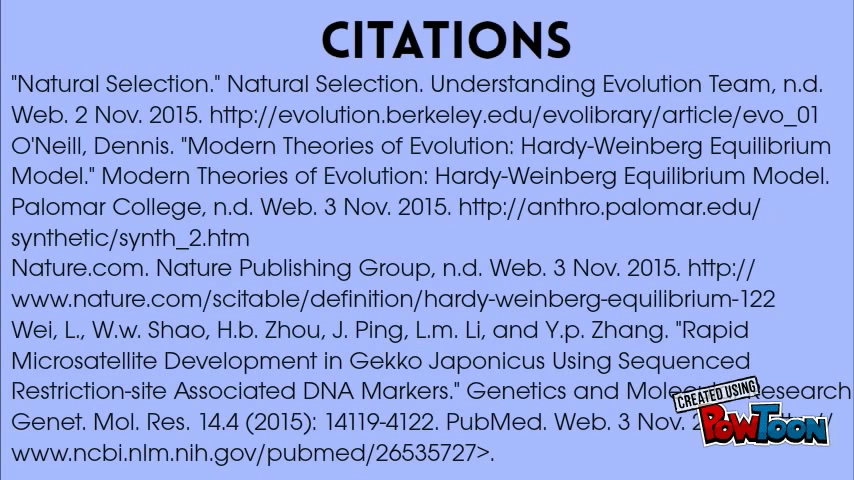 CITATIONS
"Natural Selection." Natural Selection. Understanding Evolution Team, n.d.
Web. 2 Nov. 2015. http://evolution.berkeley.edu/evolibrary/article/evo_01
O'Neill, Dennis. "Modern Theories of Evolution: Hardy-Weinberg Equilibrium
Model." Modern Theories of Evolution: Hardy-Weinberg Equilibrium Model.
Palomar College, n.d. Web. 3 Nov. 2015. http://anthro.palomar.edu/
synthetic/synth_2.htm
Nature.com. Nature Publishing Group, n.d. Web. 3 Nov. 2015. http://
www.nature.com/scitable/definition/hardy-weinberg-equilibrium-122
Wei, L., W.w. Shao, H.b. Zhou, J. Ping, L.m. Li, and Y.p. Zhang. "Rapid
Microsatellite Development in Gekko Japonicus Using Sequenced
Restriction-site Associated DNA Markers." Genetics and
Genet. Mol. Res. 14.4 (2015): 14119-4122. PubMed. Web. 3 Nov.
www.ncbi.nlm.nih.gov/pubmed/26535727>.
CREATED USING
POWTOON